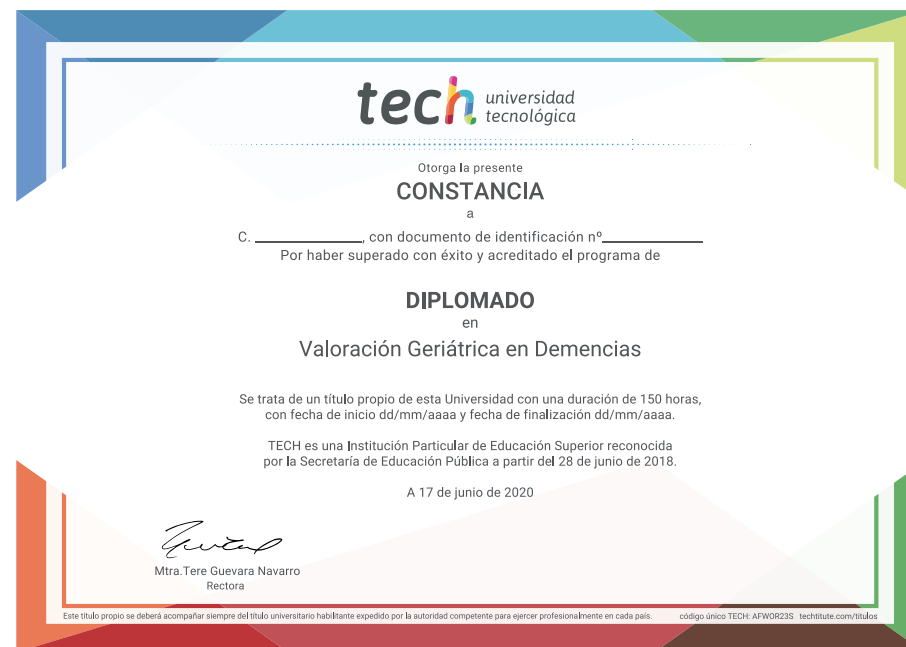 tech universidad
tecnológica
Otorga la presente
CONSTANCIA
a
C. ____________, con documento de identificación nº____________
Por haber superado con éxito y acreditado el programa de
DIPLOMADO
en
Valoración Geriátrica en Demencias
Se trata de un título propio de esta Universidad con una duración de 150 horas,
con fecha de inicio dd/mm/aaaa y fecha de finalización dd/mm/aaaa.
TECH es una Institución Particular de Educación Superior reconocida
por la Secretaría de Educación Pública a partir del 28 de junio de 2018.
A 17 de junio de 2020
Mtra.Tere Guevara Navarro
Rectora
Este título propio se deberá acompañar siempre del título universitario habilitante expedido por la autoridad competente para ejercer profesionalmente en cada país. código único TECH: AFWOR23S techtitute.com/titulos